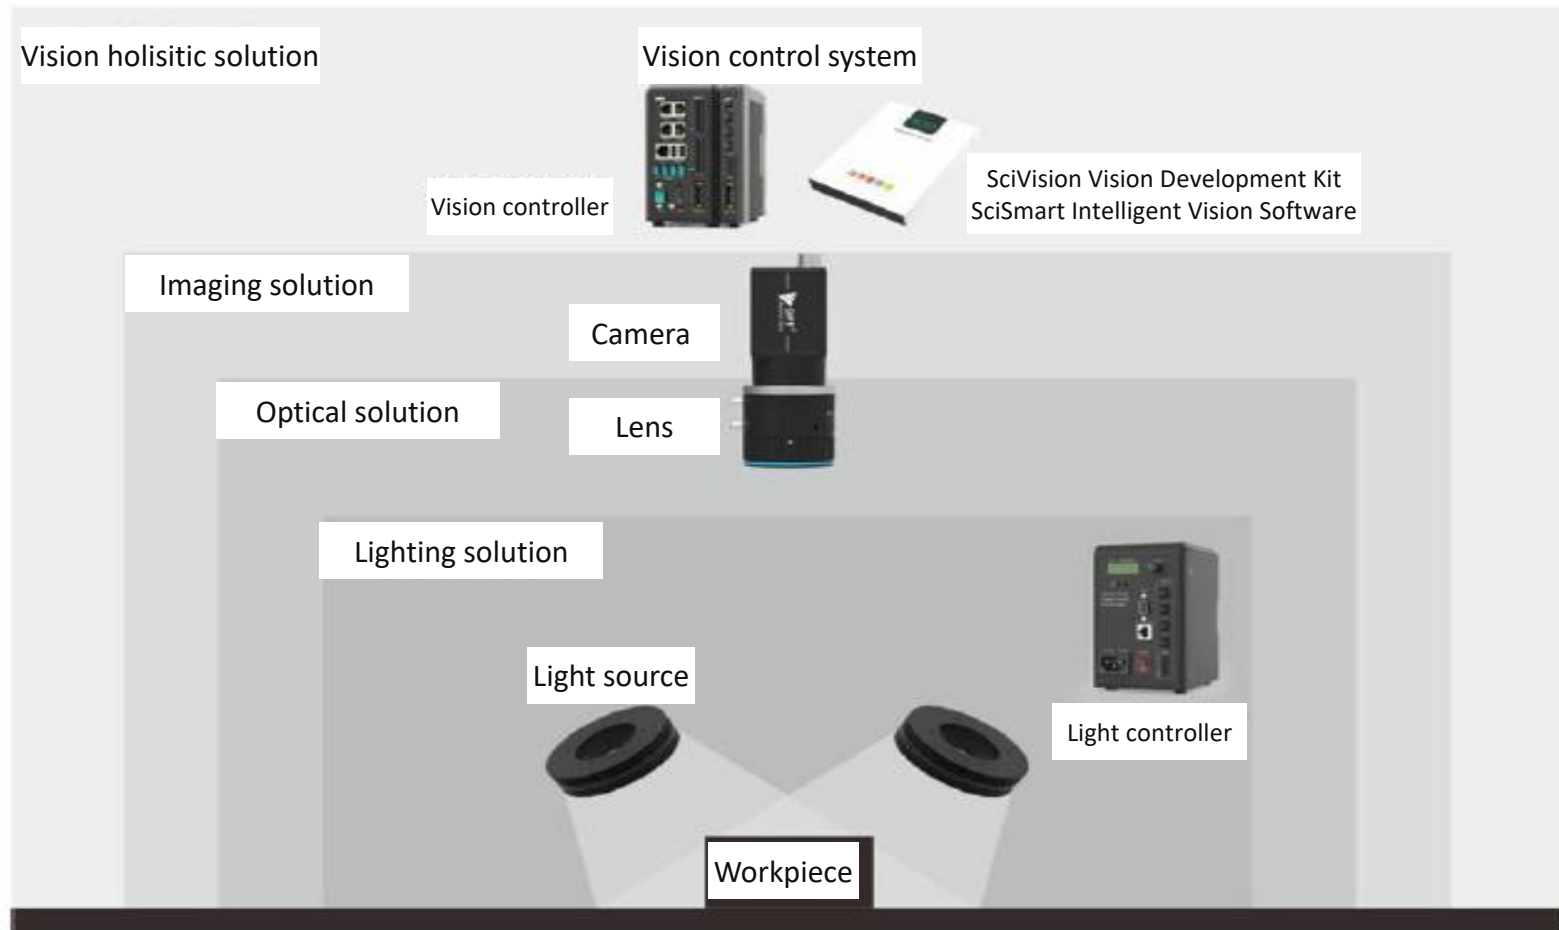 Vision holisitic solution
Vision control system
Vision controller
SciVision Vision Development Kit
SciSmart Intelligent Vision Software
Imaging solution
Camera
OPT
Optical solution
Lens
Lighting solution
Light source
Light controller
Workpiece